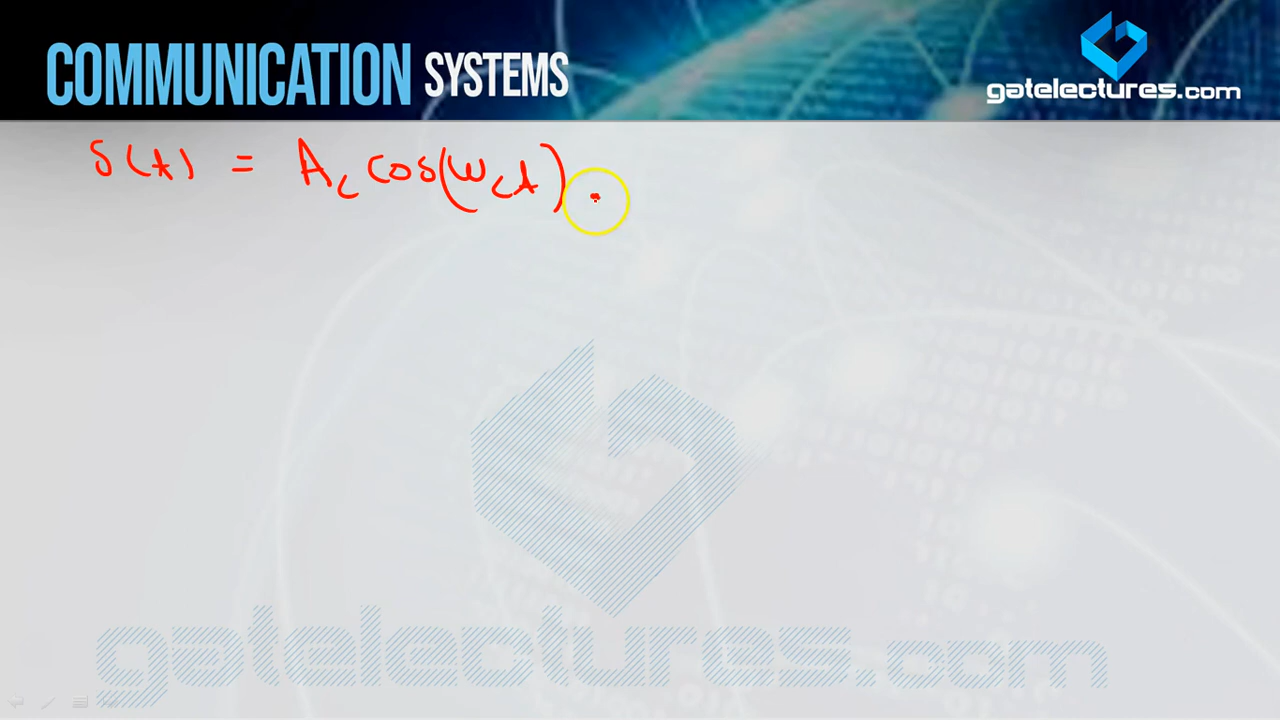 COMMUNICATION SYSTEMS
gatelectures.com
s(t) = A_c cos(ω_c t) .
gatelectures.com